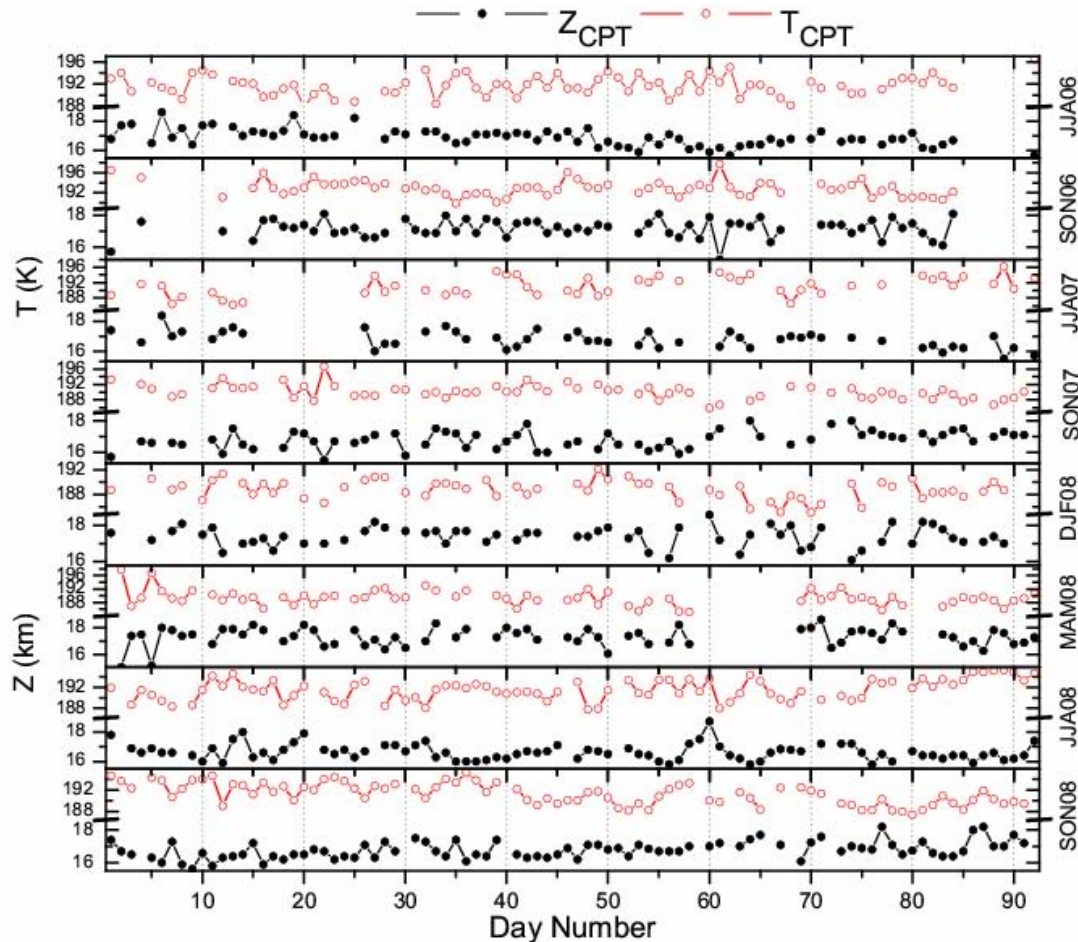 Z_CPT T_CPT
196
192
188
18
16
JJA06
196
192
18
16
SON06
196
192
188
18
16
JJA07
196
192
188
18
16
SON07
192
188
18
16
DJF08
196
192
188
18
16
MAM08
192
188
18
16
JJA08
192
188
18
16
SON08
T (K)
Z (km)
10 20 30 40 50 60 70 80 90
Day Number